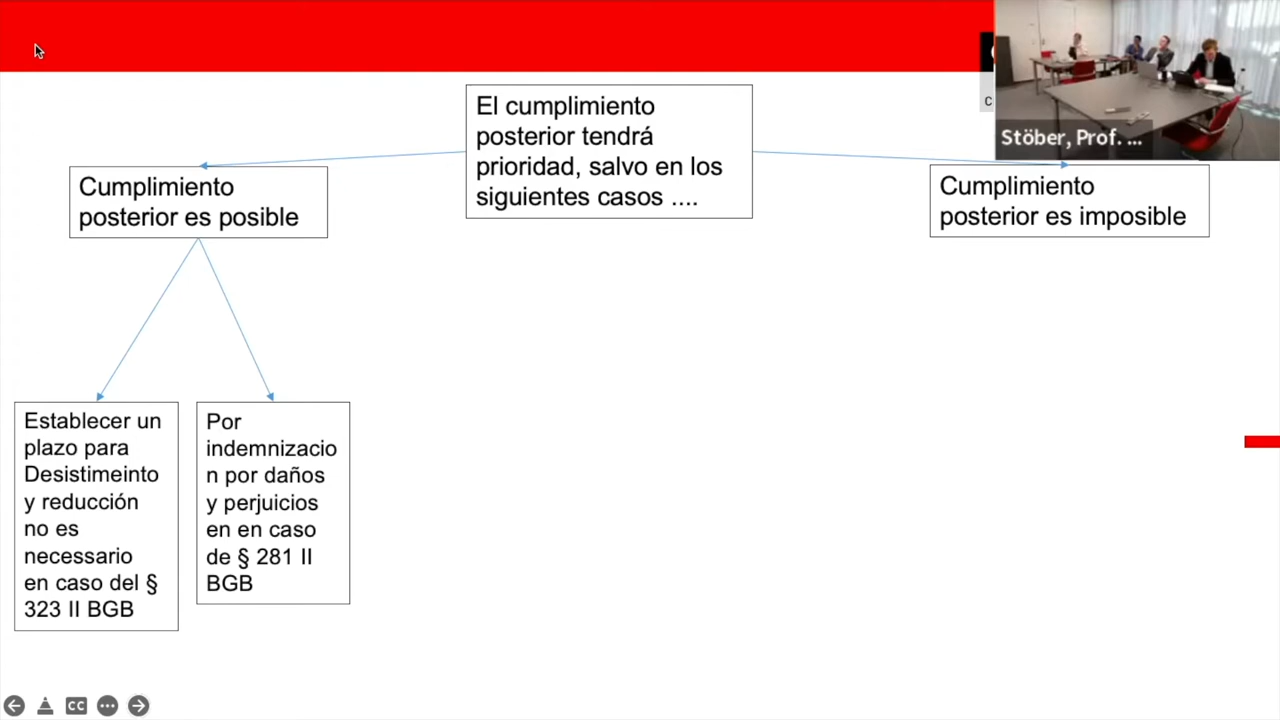 El cumplimiento
posterior tendrá
prioridad, salvo en los
siguientes casos ....
Stöber, Prof. ...
C
Cumplimiento
posterior es posible
Cumplimiento
posterior es imposible
Establecer un
plazo para
Desistimeinto
y reducción
no es
necessario
en caso del §
323 II BGB
Por
indemnizacio
n por daños
y perjuicios
en en caso
de § 281 II
BGB
CC